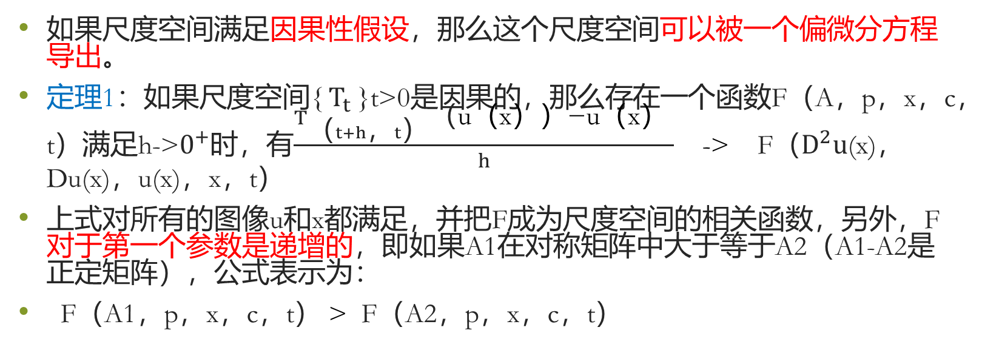 • 如果尺度空间满足因果性假设，那么这个尺度空间可以被一个偏微分方程
导出。
• 定理1：如果尺度空间{ Tt }t>0是因果的，那么存在一个函数F（A，p，x，c，
t）满足h->0⁺时，有 T（t+h，t）（u（x））−u（x） / h -> F（D²u(x)，
Du(x)，u(x)，x，t）
• 上式对所有的图像u和x都满足，并把F成为尺度空间的相关函数，另外，F
对于第一个参数是递增的，即如果A1在对称矩阵中大于等于A2（A1-A2是
正定矩阵），公式表示为：
• F（A1，p，x，c，t） > F（A2，p，x，c，t）